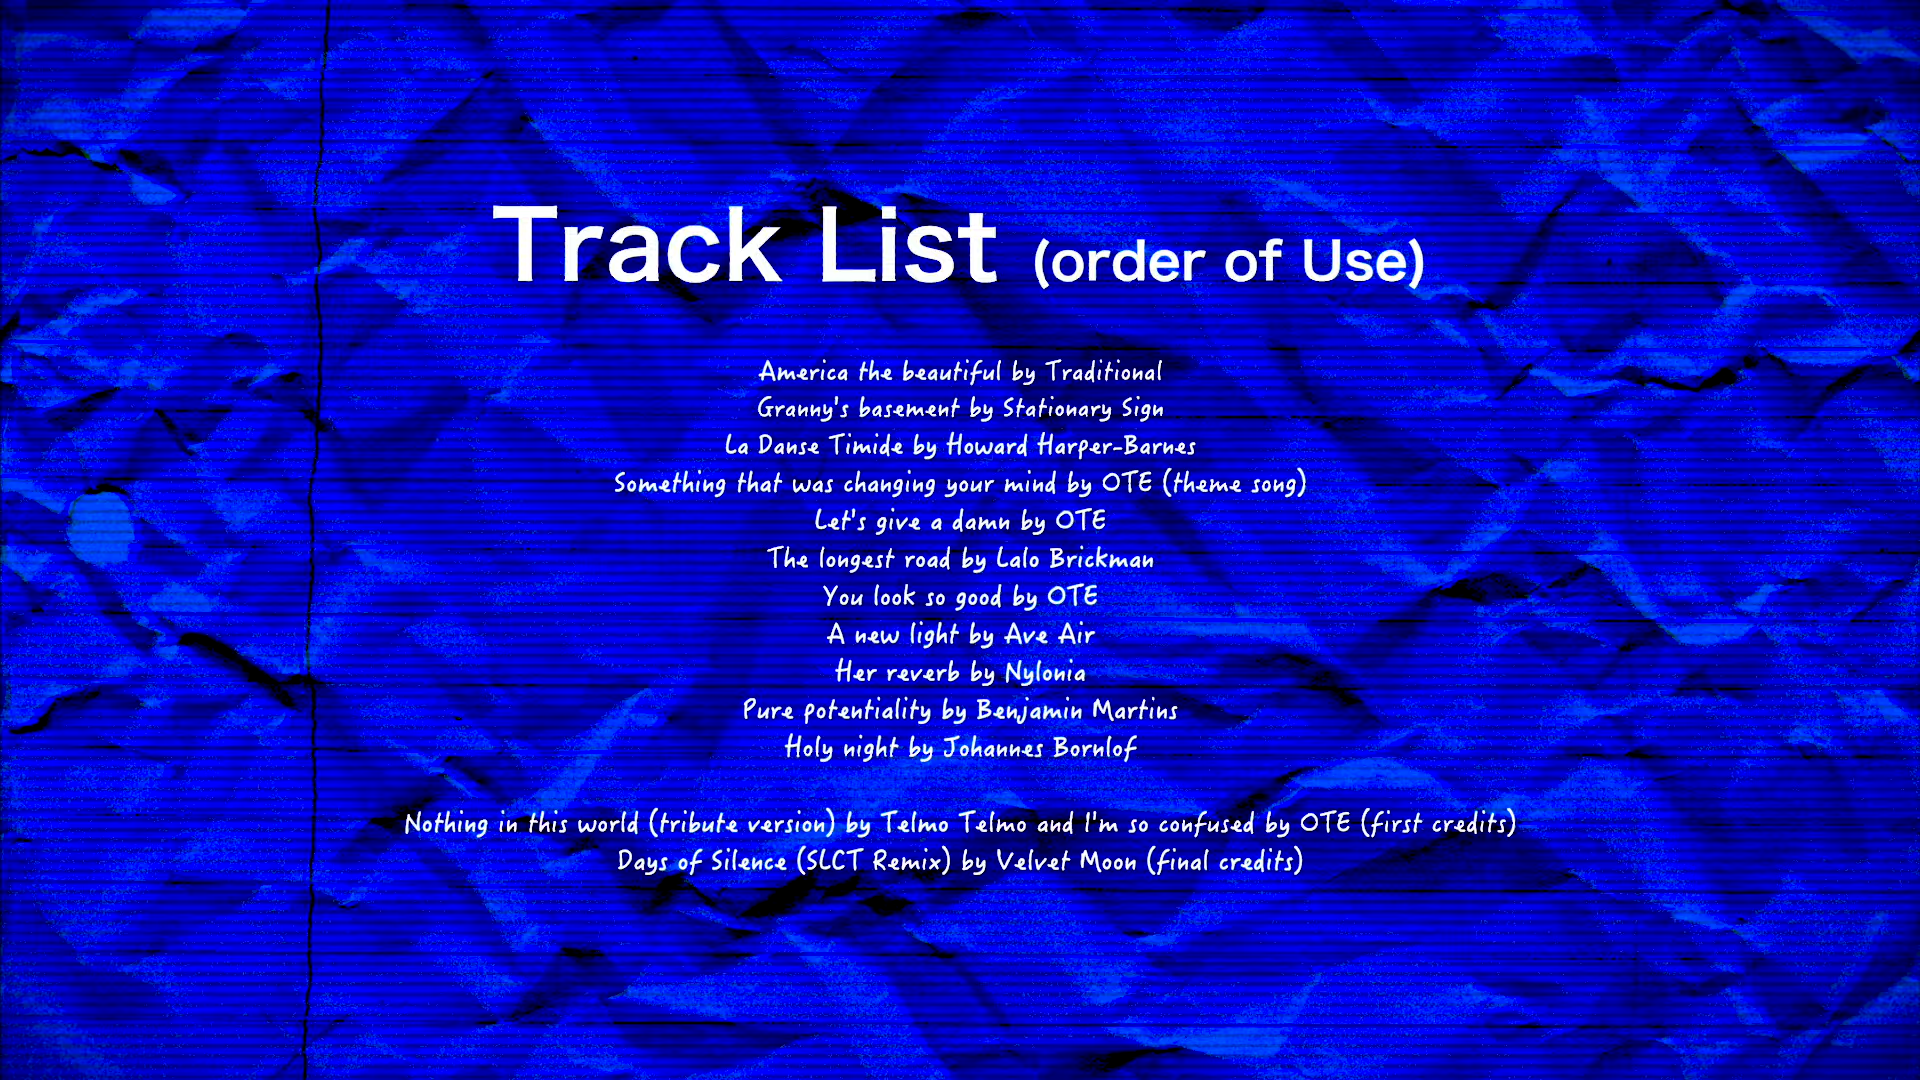 Track List (order of Use)
America the beautiful by Traditional
Granny's basement by Stationary Sign
La Danse Timide by Howard Harper-Barnes
Something that was changing your mind by OTE (theme song)
Let's give a damn by OTE
The longest road by Lalo Brickman
You look so good by OTE
A new light by Ave Air
Her reverb by Nylonia
Pure potentiality by Benjamin Martins
Holy night by Johannes Bornlof
Nothing in this world (tribute version) by Telmo Telmo and I'm so confused by OTE (first credits)
Days of Silence (SLCT Remix) by Velvet Moon (final credits)